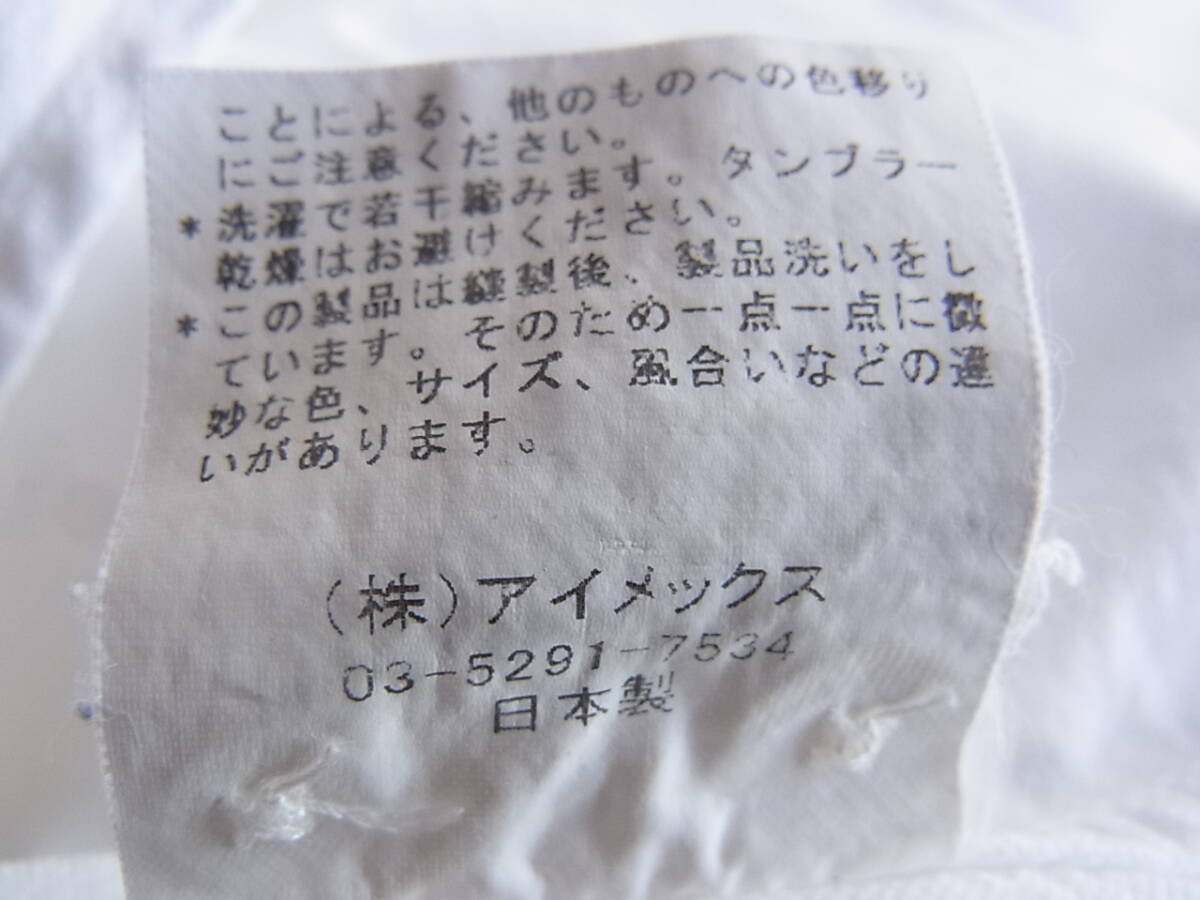 ことによる、他のものへの色移り
にご注意ください。
*洗濯で若干縮みます。タンブラー
乾燥はお避けください。
*この製品は縫製後、製品洗いをし
ています。そのため一点一点に微
妙な色、サイズ、風合いなどの違
いがあります。
(株)アイメックス
03-5291-7534
日本製